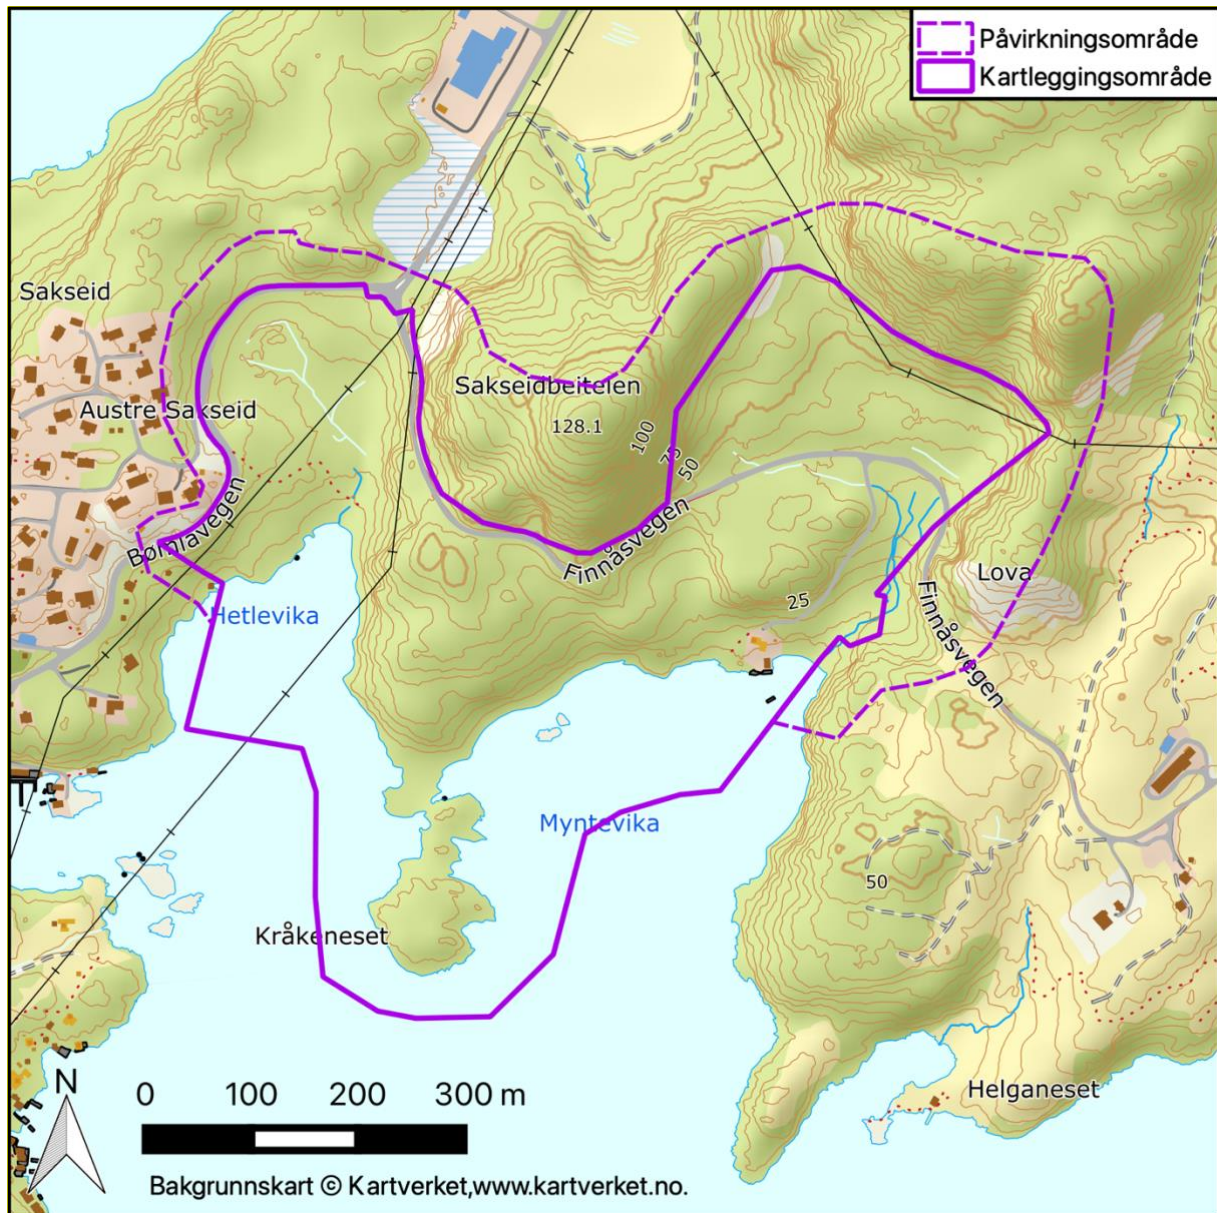 Påvirkningsområde
Kartleggingsområde
Sakseid
Sakseidbeitelen
Austre Sakseid
128.1
100
75
50
Bømlavegen
Finnåsvegen
Lova
Hetlevika
25
Finnåsvegen
Myntevika
50
Kråkeneset
N
0 100 200 300 m
Helganeset
Bakgrunnskart © Kartverket,www.kartverket.no.